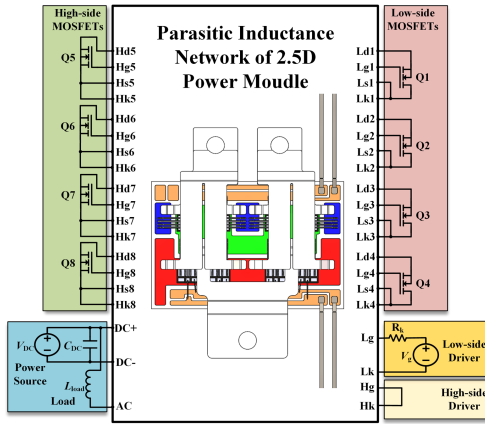 High-side
MOSFETs
Q5
Hd5
Hg5
Hs5
Hk5
Q6
Hd6
Hg6
Hs6
Hk6
Q7
Hd7
Hg7
Hs7
Hk7
Q8
Hd8
Hg8
Hs8
Hk8
VDC
CDC
Power
Source
Lload
Load
DC+
DC-
AC
Parasitic Inductance
Network of 2.5D
Power Moudle
Low-side
MOSFETs
Ld1
Lg1
Ls1
Lk1
Q1
Ld2
Lg2
Ls2
Lk2
Q2
Ld3
Lg3
Ls3
Lk3
Q3
Ld4
Lg4
Ls4
Lk4
Q4
Lg
Rk
Vg
Lk
Low-side
Driver
Hg
Hk
High-side
Driver